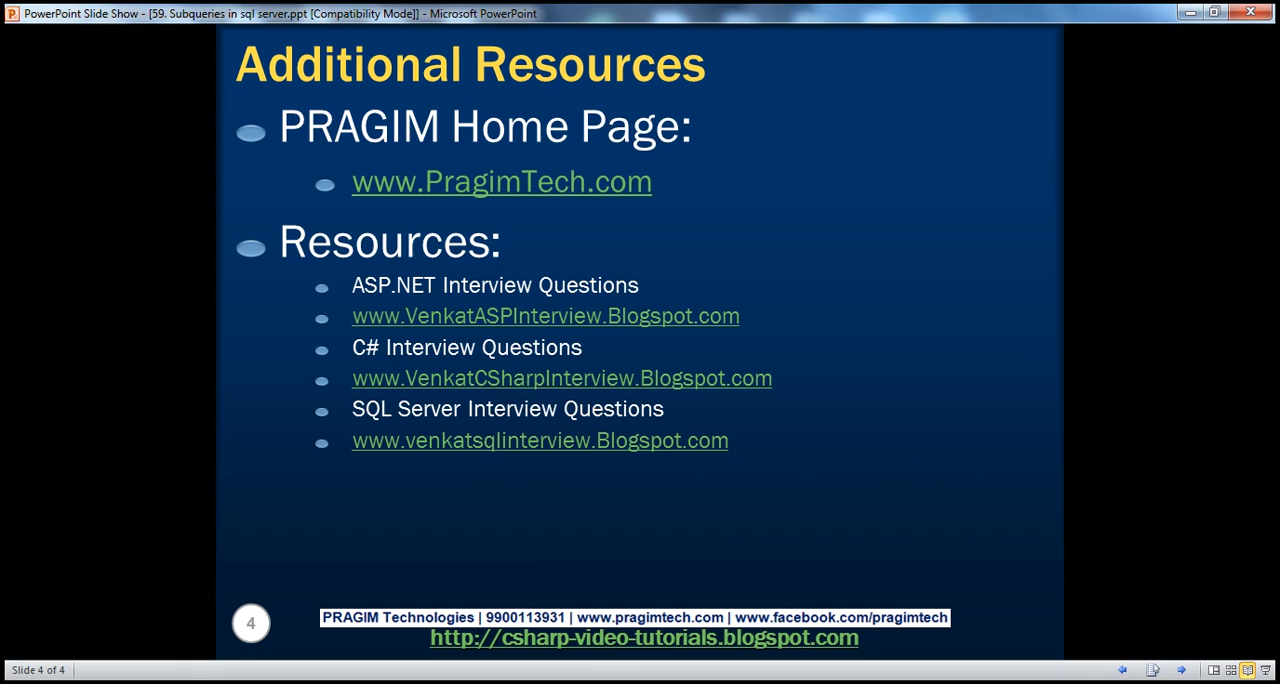 PowerPoint Slide Show - [59. Subqueries in sql server.ppt [Compatibility Mode]] - Microsoft PowerPoint
Additional Resources
PRAGIM Home Page:
www.PragimTech.com
Resources:
ASP.NET Interview Questions
www.VenkatASPInterview.Blogspot.com
C# Interview Questions
www.VenkatCSharpInterview.Blogspot.com
SQL Server Interview Questions
www.venkatsqlinterview.Blogspot.com
4
PRAGIM Technologies | 9900113931 | www.pragimtech.com | www.facebook.com/pragimtech
http://csharp-video-tutorials.blogspot.com
Slide 4 of 4